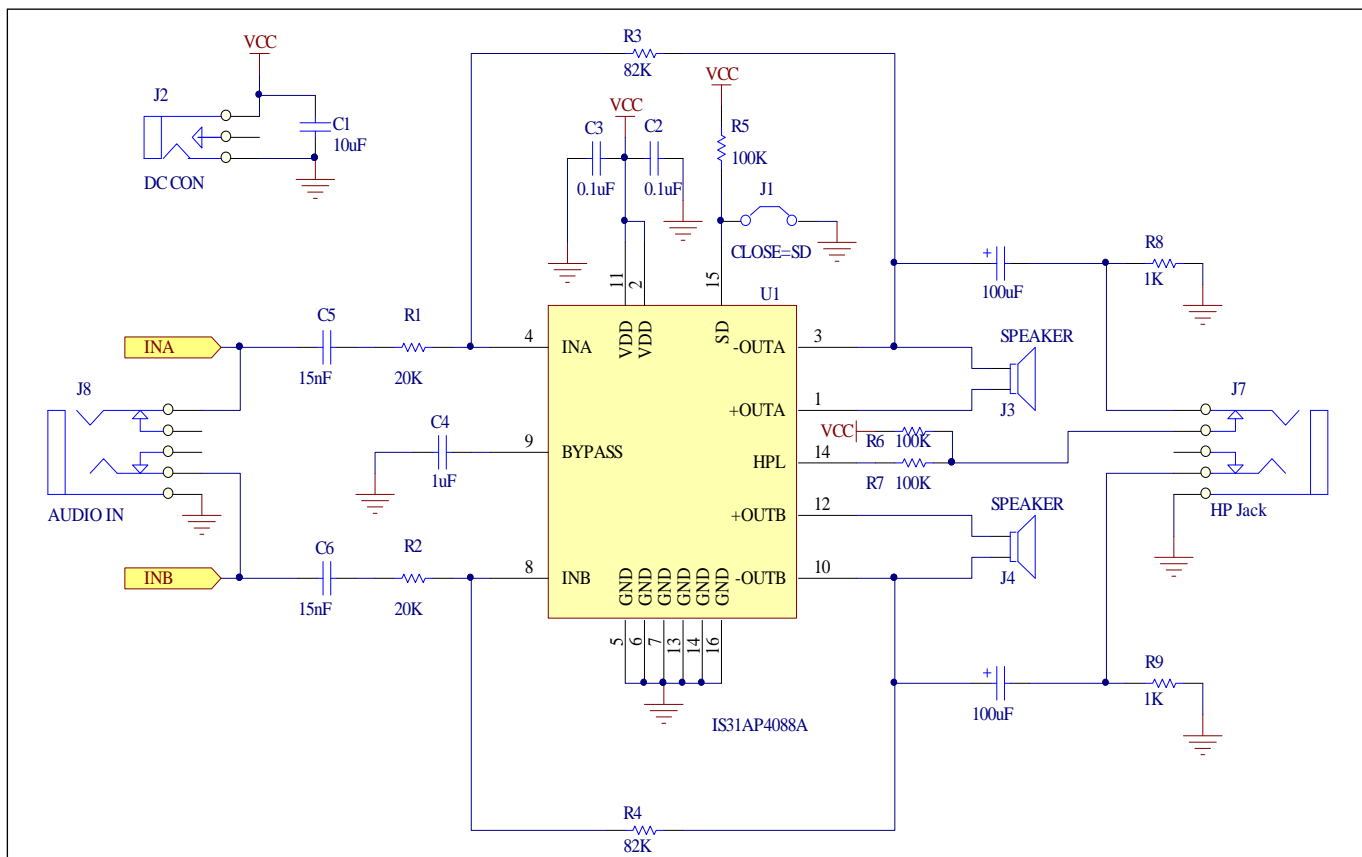 R3
82K
VCC
J2
C1
10uF
DC CON
VCC
C3
C2
0.1uF
0.1uF
VCC
R5
100K
J1
CLOSE=SD
11
2
15
U1
+
100uF
R8
1K
INA
C5
15nF
R1
20K
4
INA
VDD
VDD
SD
-OUTA
3
SPEAKER
J3
J8
+OUTA
1
J7
VCC
R6
100K
C4
1uF
9
BYPASS
HPL
14
R7
100K
AUDIO IN
+OUTB
12
SPEAKER
HP Jack
INB
C6
15nF
R2
20K
8
INB
GND
GND
GND
GND
GND
GND
-OUTB
10
J4
5
6
7
13
14
16
+
100uF
R9
1K
IS31AP4088A
R4
82K